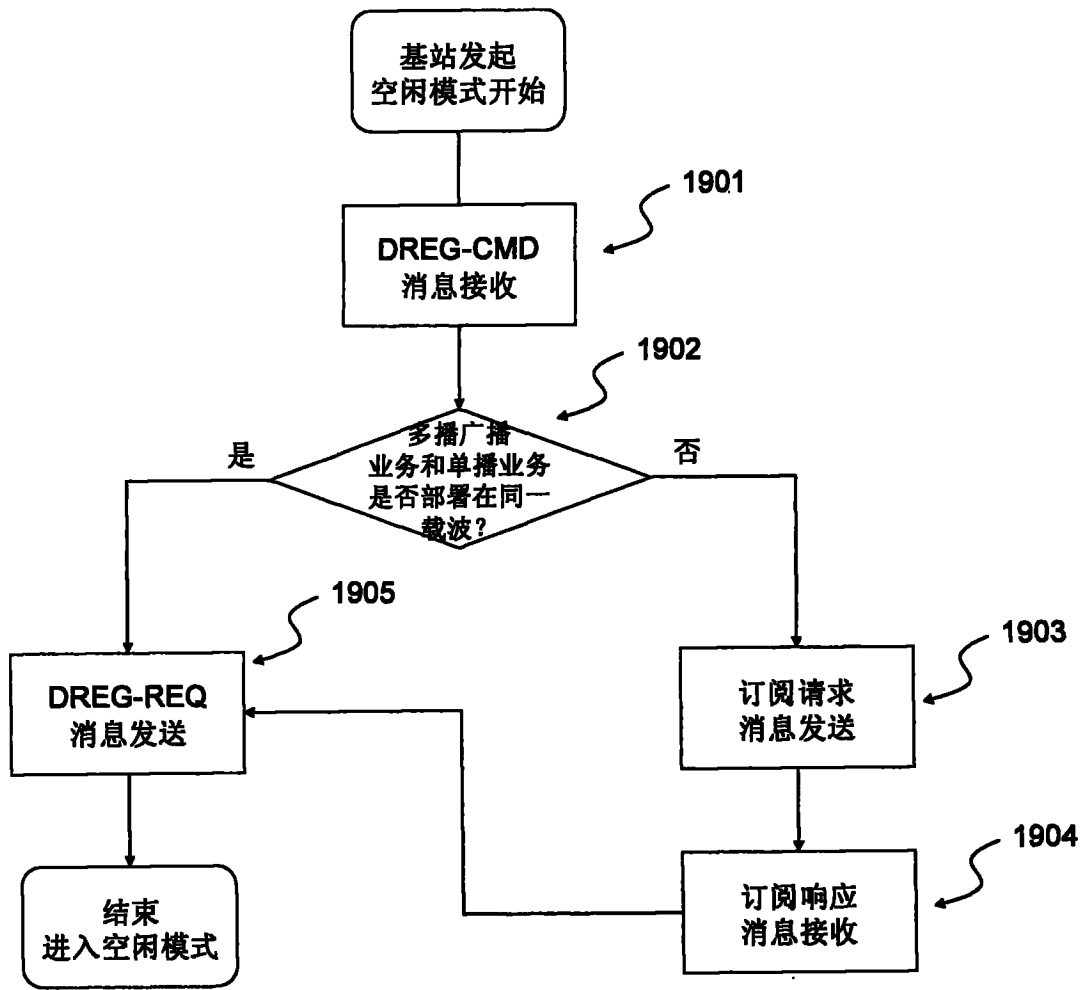 基站发起
空闲模式开始
1901
DREG-CMD
消息接收
1902
多播广播
业务和单播业务
是否部署在同一
载波？
是
否
1905
DREG-REQ
消息发送
1903
订阅请求
消息发送
1904
订阅响应
消息接收
结束
进入空闲模式